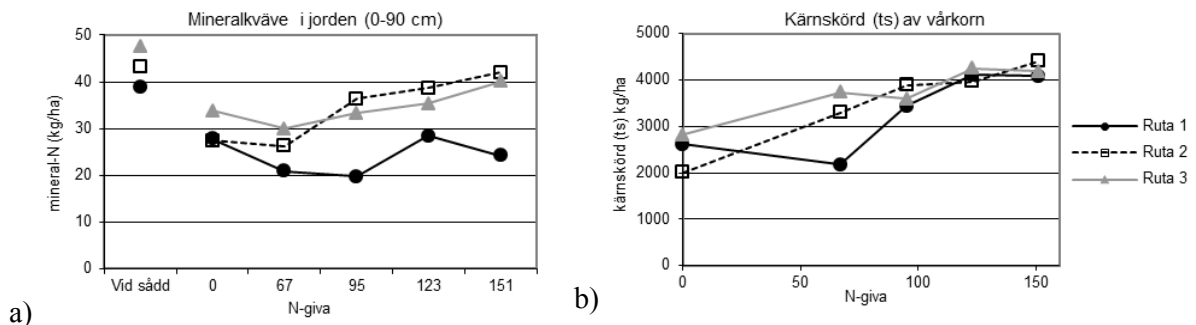 Mineralkväve i jorden (0-90 cm)
mineral-N (kg/ha)
50
40
30
20
10
0
Vid sådd 0 67 95 123 151
N-giva
a)
Kärnskörd (ts) av vårkorn
kärnskörd (ts) kg/ha
5000
4000
3000
2000
1000
0
0 50 100 150
N-giva
b)
Ruta 1
Ruta 2
Ruta 3